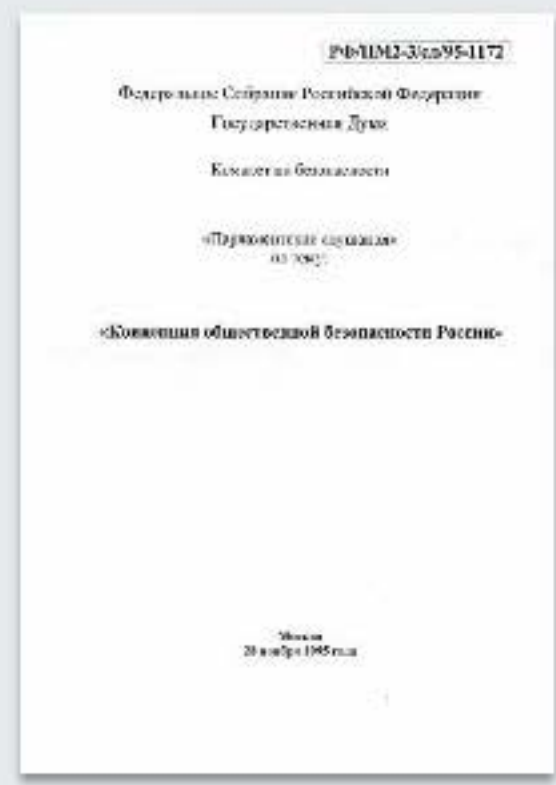 Федеральное Собрание Российской Федерации
Государственная Дума
Комитет по безопасности
«Парламентские слушания»
по теме:
«Концепция общественной безопасности России»
Москва
28 ноября 1995 года